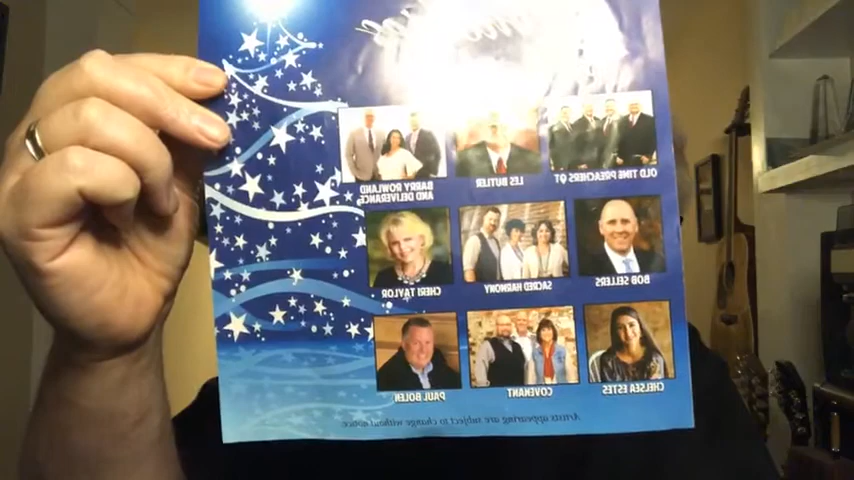 OLD TIME PREACHERS QT
LES BUTLER
BARRY ROWLAND
AND DELIVERANCE
BOB SELLERS
SACRED HARMONY
CHERI TAYLOR
CHELSEA ESTES
COVENANT
PAUL BOLEN
Artists appearing are subject to change without notice.